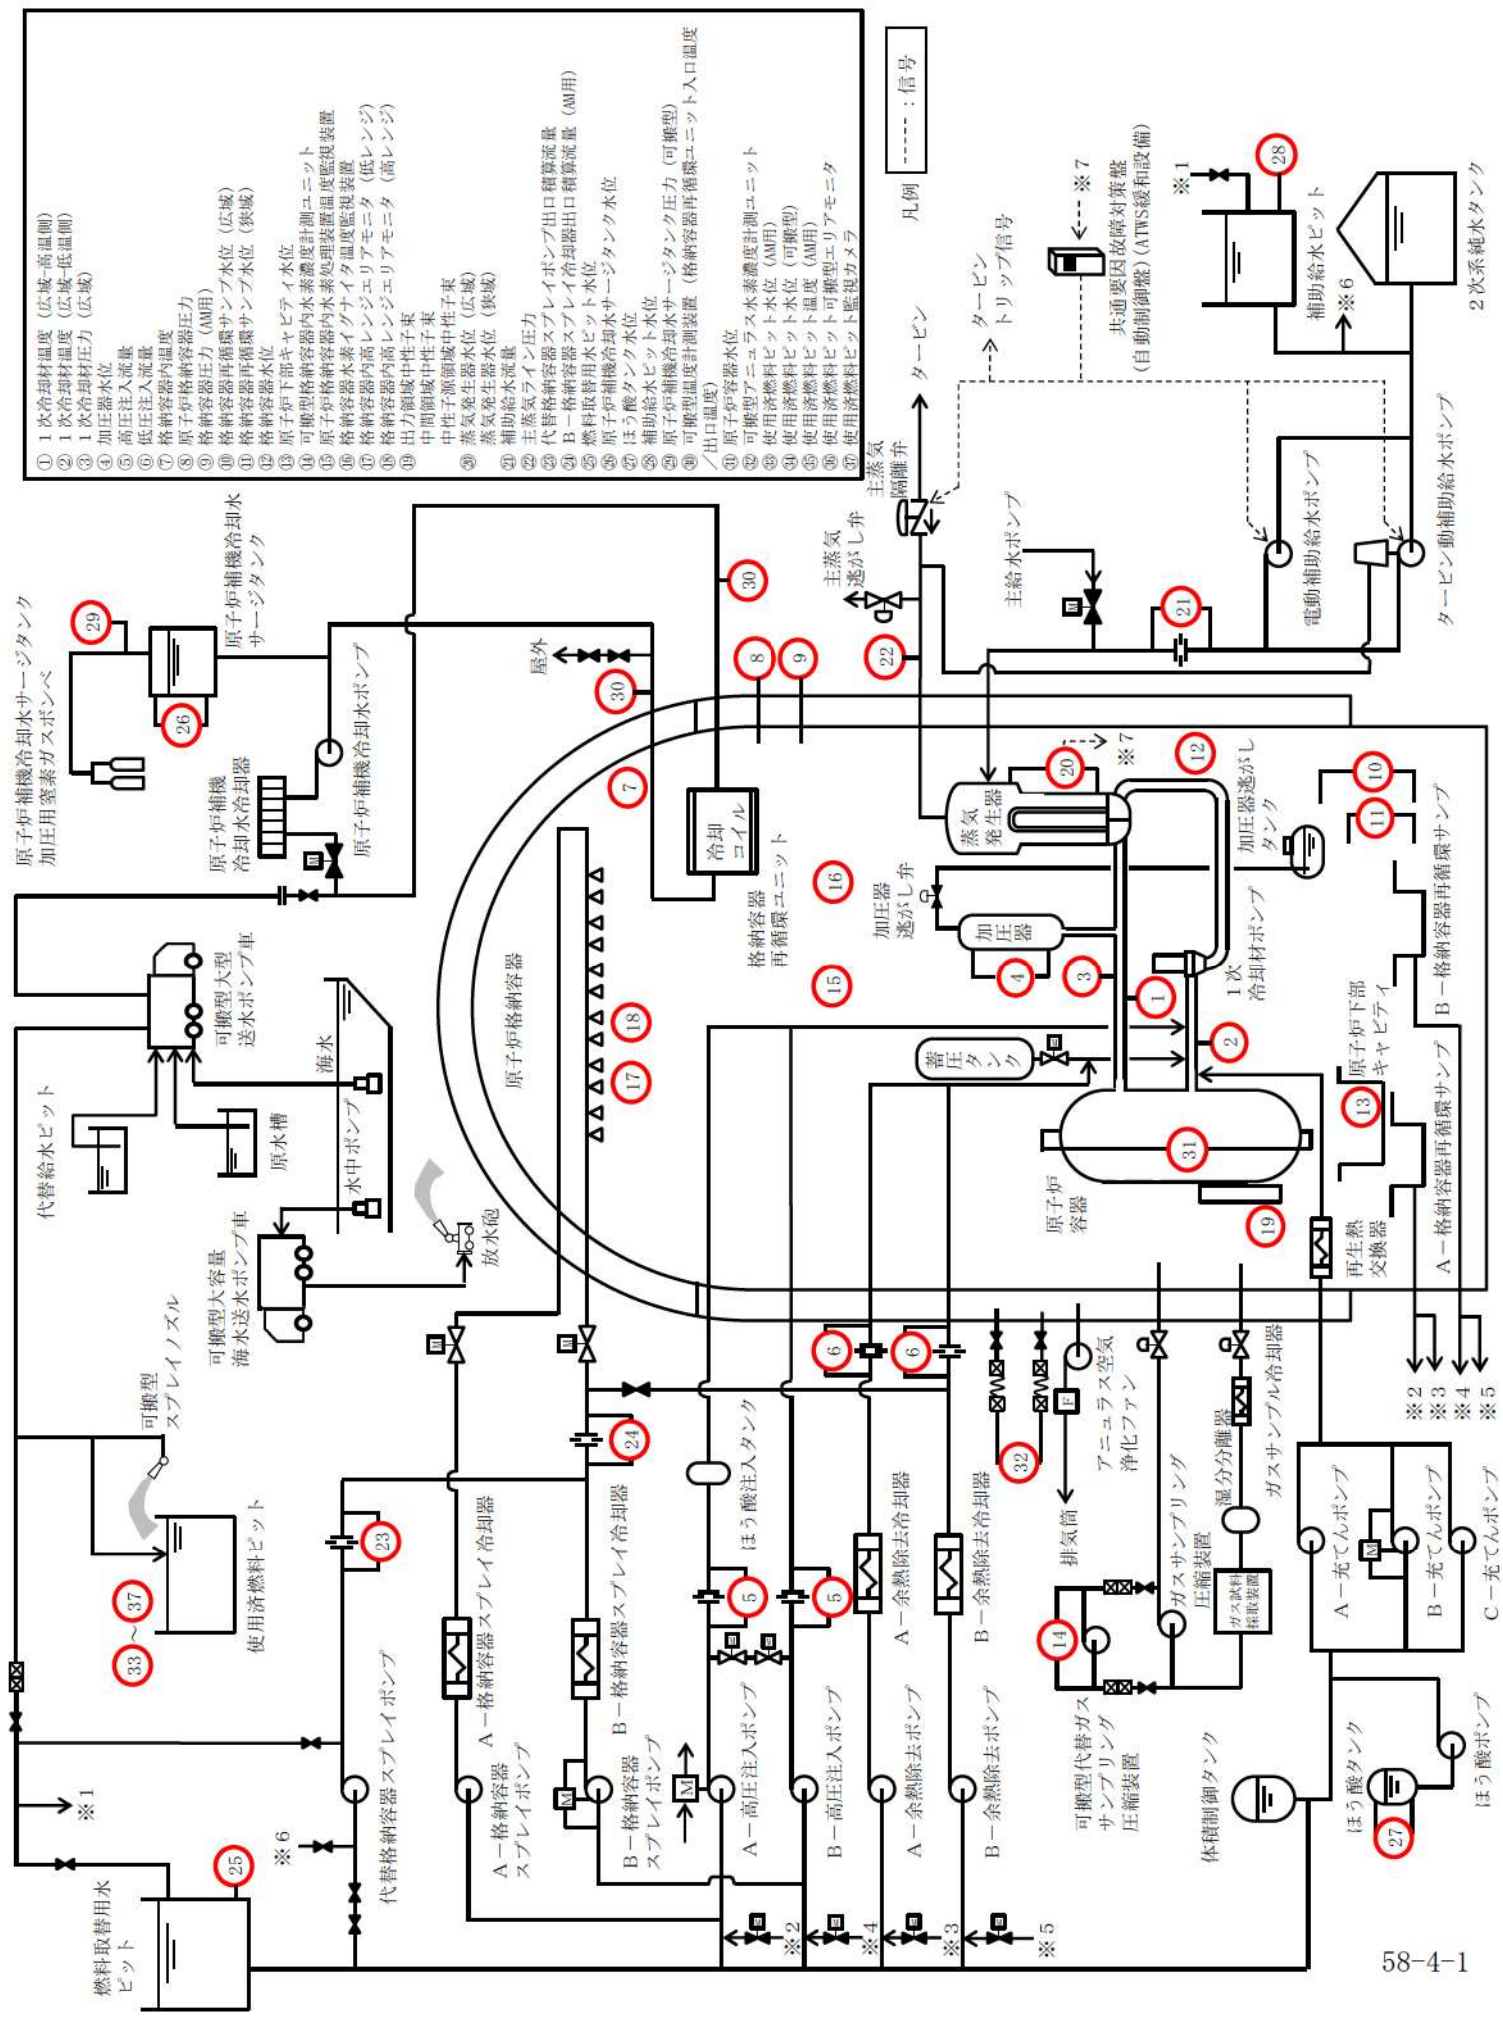 ① 1次冷却材温度（広域-高温側）
② 1次冷却材温度（広域-低温側）
③ 1次冷却材圧力（広域）
④ 加圧器水位
⑤ 高圧注入流量
⑥ 低圧注入流量
⑦ 格納容器内温度
⑧ 原子炉格納容器圧力
⑨ 格納容器圧力（AM用）
⑩ 格納容器再循環サンプ水位（広域）
⑪ 格納容器再循環サンプ水位（狭域）
⑫ 格納容器水位
⑬ 原子炉下部キャビティ水位
⑭ 可搬型格納容器内水素濃度計測ユニット
⑮ 原子炉格納容器内水素処理装置温度監視装置
⑯ 格納容器水素イグナイタ温度監視装置
⑰ 格納容器内高レンジエリアモニタ（低レンジ）
⑱ 格納容器内高レンジエリアモニタ（高レンジ）
⑲ 出力領域中性子束
中間領域中性子束
中性子源領域中性子束
⑳ 蒸気発生器水位（広域）
蒸気発生器水位（狭域）
㉑ 補助給水流量
㉒ 主蒸気ライン圧力
㉓ 代替格納容器スプレイポンプ出口積算流量
㉔ B－格納容器スプレイ冷却器出口積算流量（AM用）
㉕ 燃料取替用水ピット水位
㉖ 原子炉補機冷却水サージタンク水位
㉗ ほう酸タンク水位
㉘ 補助給水ピット水位
㉙ 原子炉補機冷却水サージタンク圧力（可搬型）
㉚ 可搬型温度計測装置（格納容器再循環ユニット入口温度
／出口温度）
㉛ 原子炉容器水位
㉜ 可搬型アニュラス水素濃度計測ユニット
㉝ 使用済燃料ピット水位（AM用）
㉞ 使用済燃料ピット水位（可搬型）
㉟ 使用済燃料ピット温度（AM用）
㊱ 使用済燃料ピット可搬型エリアモニタ
㊲ 使用済燃料ピット監視カメラ
凡例
：信号
原子炉補機冷却水サージタンク
加圧用窒素ガスボンベ
29
26
原子炉補機冷却水
サージタンク
原子炉補機
冷却水冷却器
M
原子炉補機冷却水ポンプ
可搬型大型
送水ポンプ車
代替給水ピット
原水槽
海水
水中ポンプ
可搬型大容量
海水送水ポンプ車
放水砲
可搬型
スプレイノズル
33
～
37
使用済燃料ピット
※1
燃料取替用水
ピット
25
※6
代替格納容器スプレイポンプ
23
24
A－格納容器
スプレイポンプ
A－格納容器スプレイ冷却器
M
B－格納容器
スプレイポンプ
B－格納容器スプレイ冷却器
M
M
M
A－高圧注入ポンプ
5
ほう酸注入タンク
B－高圧注入ポンプ
5
A－余熱除去ポンプ
A－余熱除去冷却器
6
B－余熱除去ポンプ
B－余熱除去冷却器
6
※2
※4
※3
※5
原子炉格納容器
17
18
屋外
30
30
7
8
9
冷却
コイル
格納容器
再循環ユニット
15
16
主蒸気
逃がし弁
主蒸気
隔離弁
22
タービン
タービン
トリップ信号
※7
共通要因故障対策盤
(自動制御盤)(ATWS緩和設備)
※1
28
補助給水ピット
※6
2次系純水タンク
主給水ポンプ
M
21
電動補助給水ポンプ
タービン動補助給水ポンプ
蒸気
発生器
20
※7
12
加圧器
逃がし弁
加圧器
4
3
1
2
加圧器逃がし
タンク
1次
冷却材ポンプ
蓄圧
タンク
原子炉
容器
31
19
10
11
B－格納容器再循環サンプ
13
原子炉下部
キャビティ
A－格納容器再循環サンプ
再生熱
交換器
※2
※3
※4
※5
32
F
アニュラス空気
浄化ファン
排気筒
14
可搬型代替ガス
サンプリング
圧縮装置
ガスサンプリング
圧縮装置
湿分分離器
ガスサンプル冷却器
ガス試料
採取装置
A－充てんポンプ
M
B－充てんポンプ
C－充てんポンプ
体積制御タンク
ほう酸タンク
27
ほう酸ポンプ
58-4-1